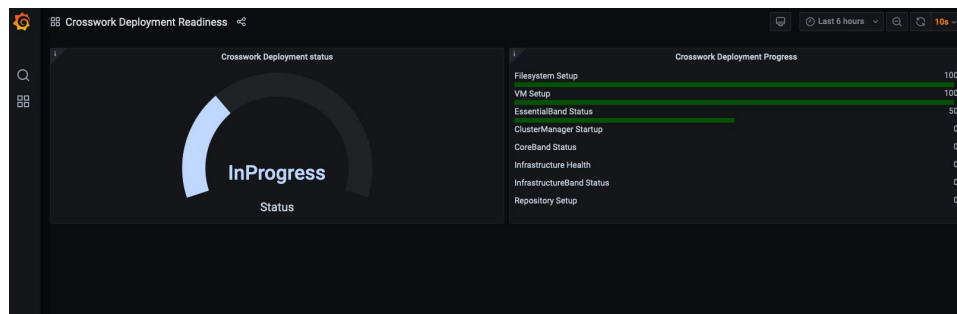 Crosswork Deployment Readiness
Last 6 hours
10s
i
Crosswork Deployment status
InProgress
Status
i
Crosswork Deployment Progress
Filesystem Setup 100
VM Setup 100
EssentialBand Status 50
ClusterManager Startup 0
CoreBand Status 0
Infrastructure Health 0
InfrastructureBand Status 0
Repository Setup 0